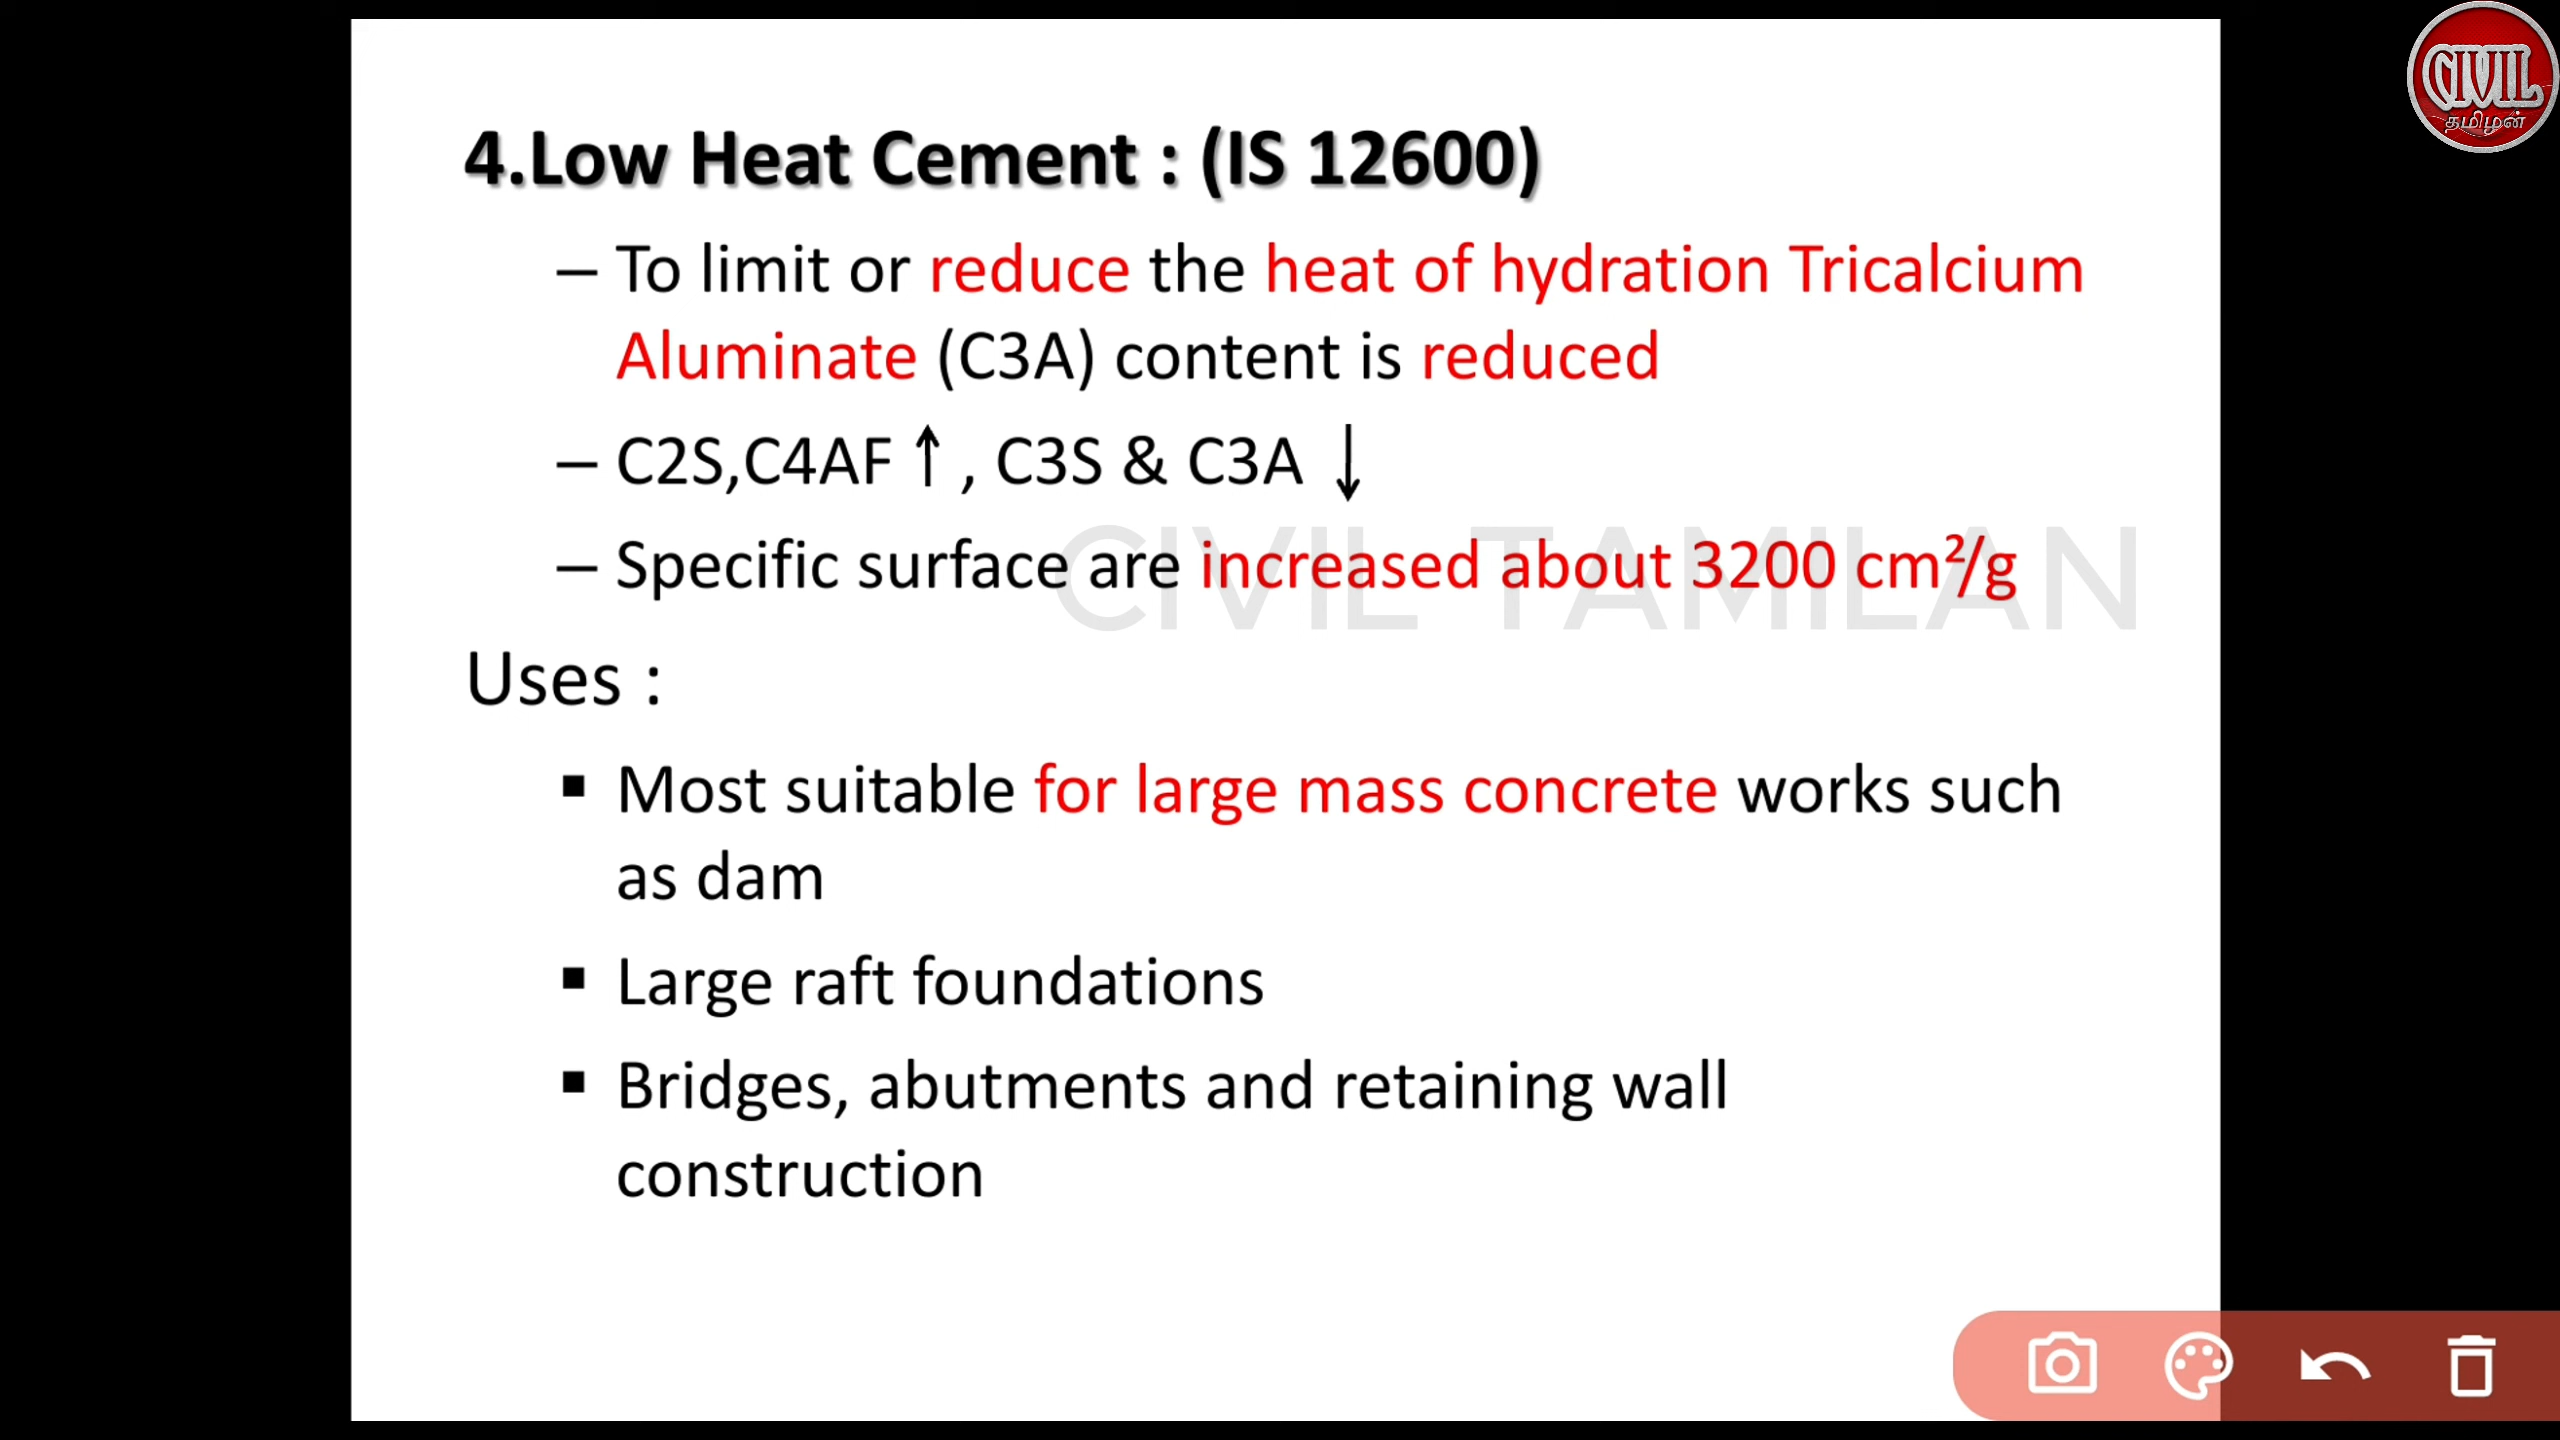 CIVIL
தமிழன்
4.Low Heat Cement : (IS 12600)
– To limit or reduce the heat of hydration Tricalcium
Aluminate (C3A) content is reduced
– C2S,C4AF ↑ , C3S & C3A ↓
– Specific surface are increased about 3200 cm²/g
CIVIL TAMILAN
Uses :
▪ Most suitable for large mass concrete works such
as dam
▪ Large raft foundations
▪ Bridges, abutments and retaining wall
construction